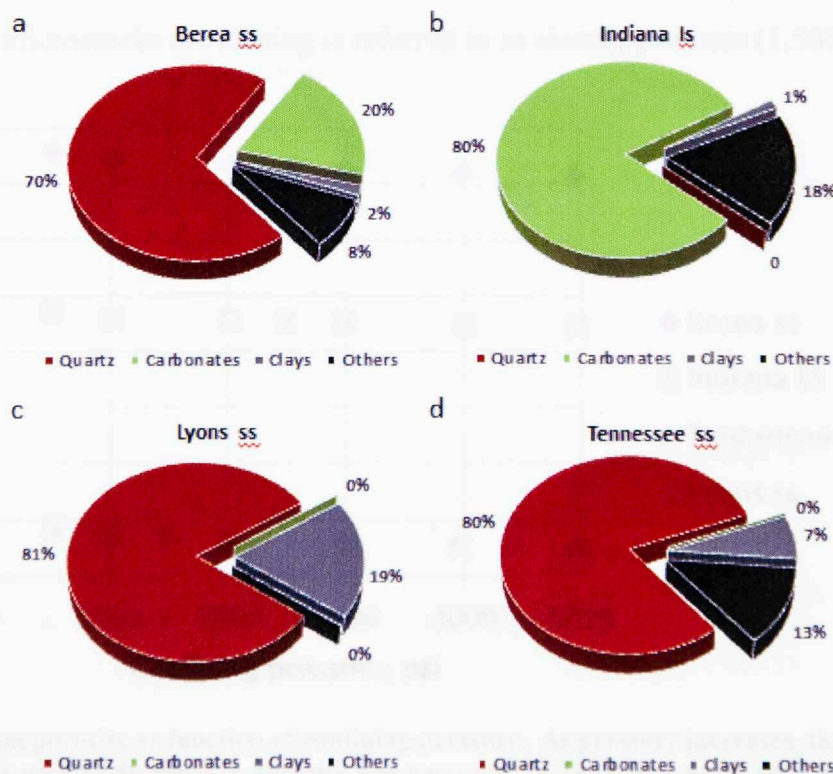 a
Berea ss
20%
70%
2%
8%
■ Quartz ■ Carbonates ■ Clays ■ Others
b
Indiana ls
1%
80%
18%
0
■ Quartz ■ Carbonates ■ Clays ■ Others
c
Lyons ss
0%
81%
19%
0%
■ Quartz ■ Carbonates ■ Clays ■ Others
d
Tennessee ss
0%
80%
7%
13%
■ Quartz ■ Carbonates ■ Clays ■ Others